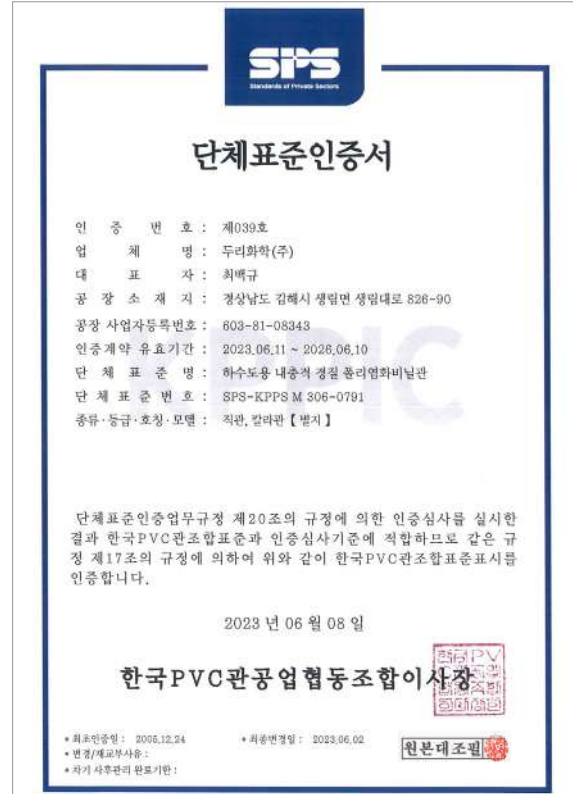 SPS
Standards of Private Sectors
단체표준인증서
인 증 번 호 : 제039호
업 체 명 : 두리화학(주)
대 표 자 : 최백규
공 장 소 재 지 : 경상남도 김해시 생림면 생림대로 826-90
공장 사업자등록번호 : 603-81-08343
인증계약 유효기간 : 2023.06.11 ~ 2026.06.10
단 체 표 준 명 : 하수도용 내충격 경질 폴리염화비닐관
단 체 표 준 번 호 : SPS-KPPS M 306-0791
종류·등급·호칭·모델 : 직관, 칼라관 【별지】
KPPIC
단체표준인증업무규정 제20조의 규정에 의한 인증심사를 실시한
결과 한국PVC관조합표준과 인증심사기준에 적합하므로 같은 규
정 제17조의 규정에 의하여 위와 같이 한국PVC관조합표준표시를
인증합니다.
2023 년 06 월 08 일
한국PVC관공업협동조합이사장
* 최초인증일 : 2005.12.24
* 최종변경일 : 2023.06.02
* 변경/재교부사유 :
* 차기 사후관리 완료기한 :
원본대조필